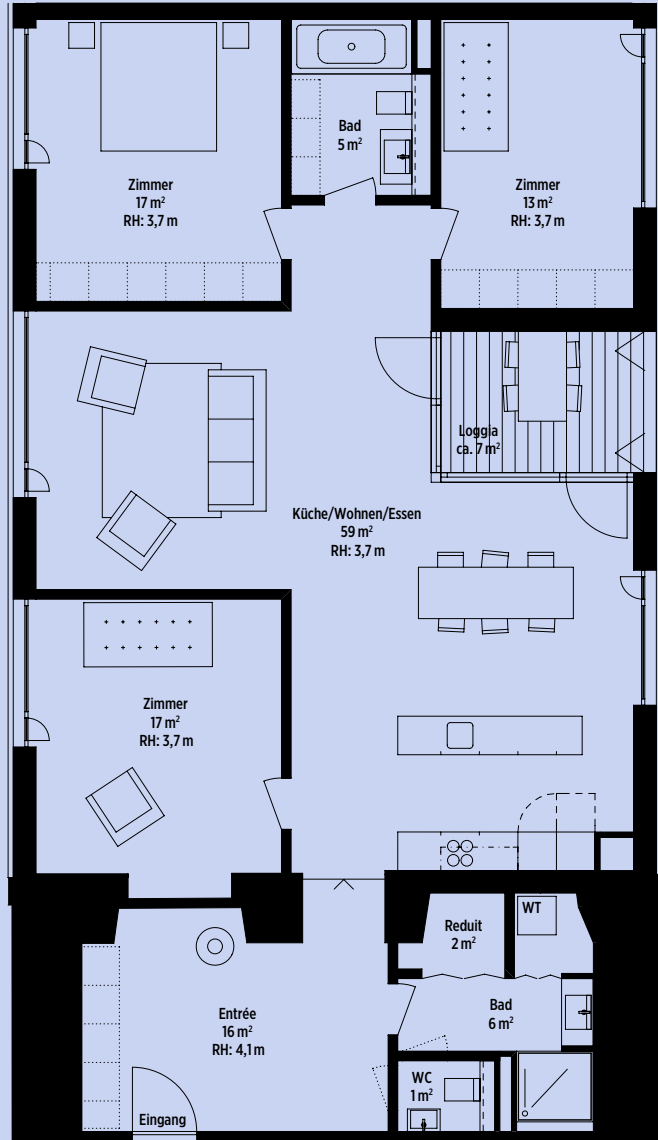 Bad
5 m²
Zimmer
17 m²
RH: 3,7 m
Zimmer
13 m²
RH: 3,7 m
Loggia
ca. 7 m²
Küche/Wohnen/Essen
59 m²
RH: 3,7 m
Zimmer
17 m²
RH: 3,7 m
Reduit
2 m²
WT
Entrée
16 m²
RH: 4,1 m
Bad
6 m²
WC
1 m²
Eingang